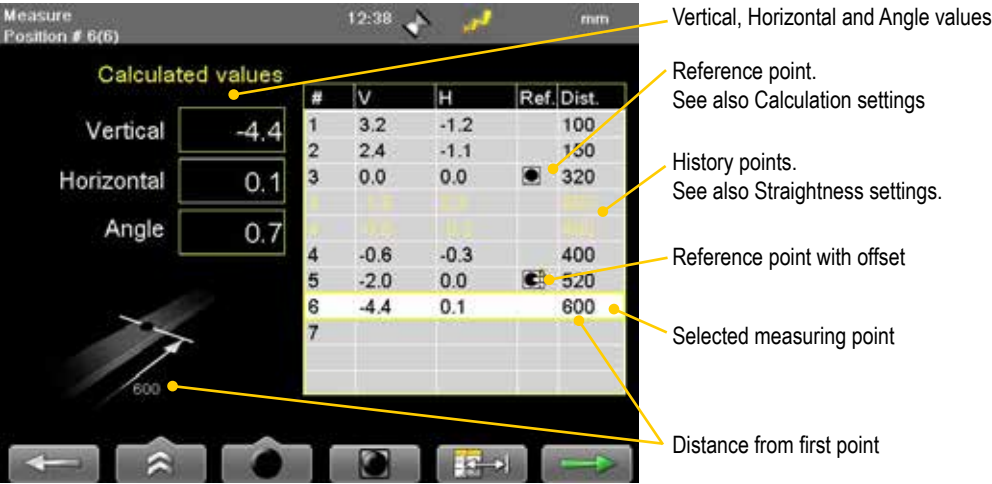 Measure
Position # 6(6)
12:38
mm
Calculated values
Vertical -4.4
Horizontal 0.1
Angle 0.7
600
# V H Ref. Dist.
1 3.2 -1.2 100
2 2.4 -1.1 150
3 0.0 0.0 320
4 -0.6 -0.3 400
5 -2.0 0.0 520
6 -4.4 0.1 600
7
Vertical, Horizontal and Angle values
Reference point.
See also Calculation settings
History points.
See also Straightness settings.
Reference point with offset
Selected measuring point
Distance from first point